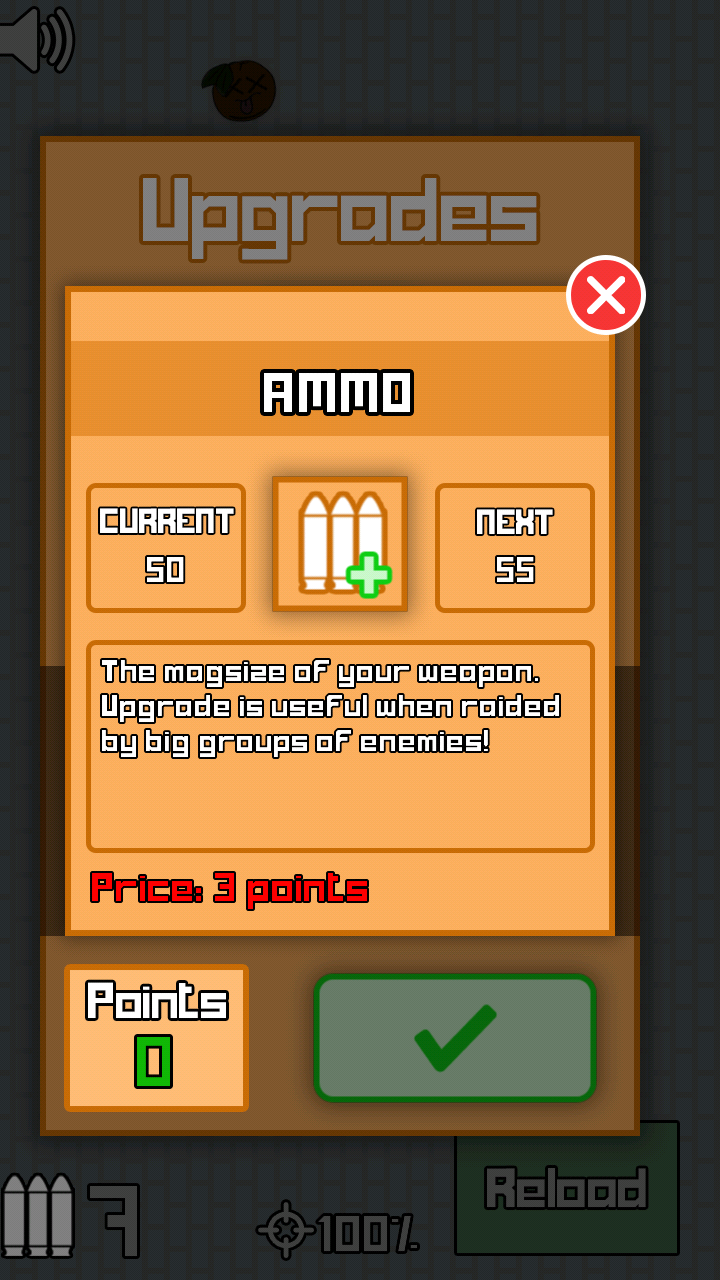 Upgrades
AMMO
CURRENT
50
NEXT
55
The magsize of your weapon.
Upgrade is useful when raided
by big groups of enemies!
Price: 3 points
Points
0
Reload
7
100%